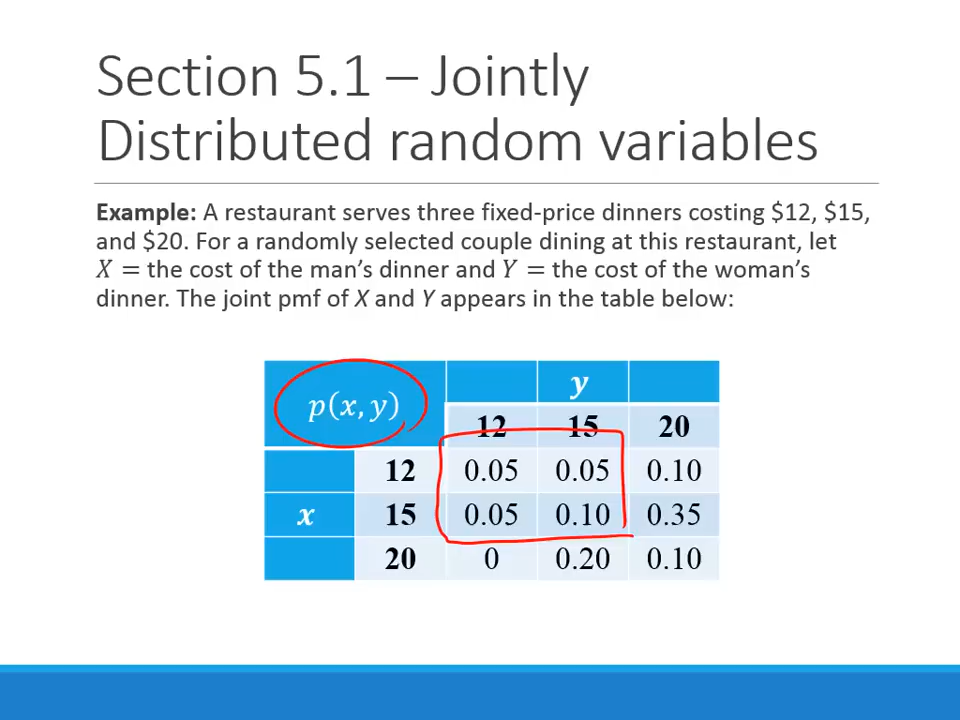 Section 5.1 – Jointly
Distributed random variables
Example: A restaurant serves three fixed-price dinners costing $12, $15,
and $20. For a randomly selected couple dining at this restaurant, let
X = the cost of the man's dinner and Y = the cost of the woman's
dinner. The joint pmf of X and Y appears in the table below:
p(x, y) y
12 15 20
12 0.05 0.05 0.10
x 15 0.05 0.10 0.35
20 0 0.20 0.10